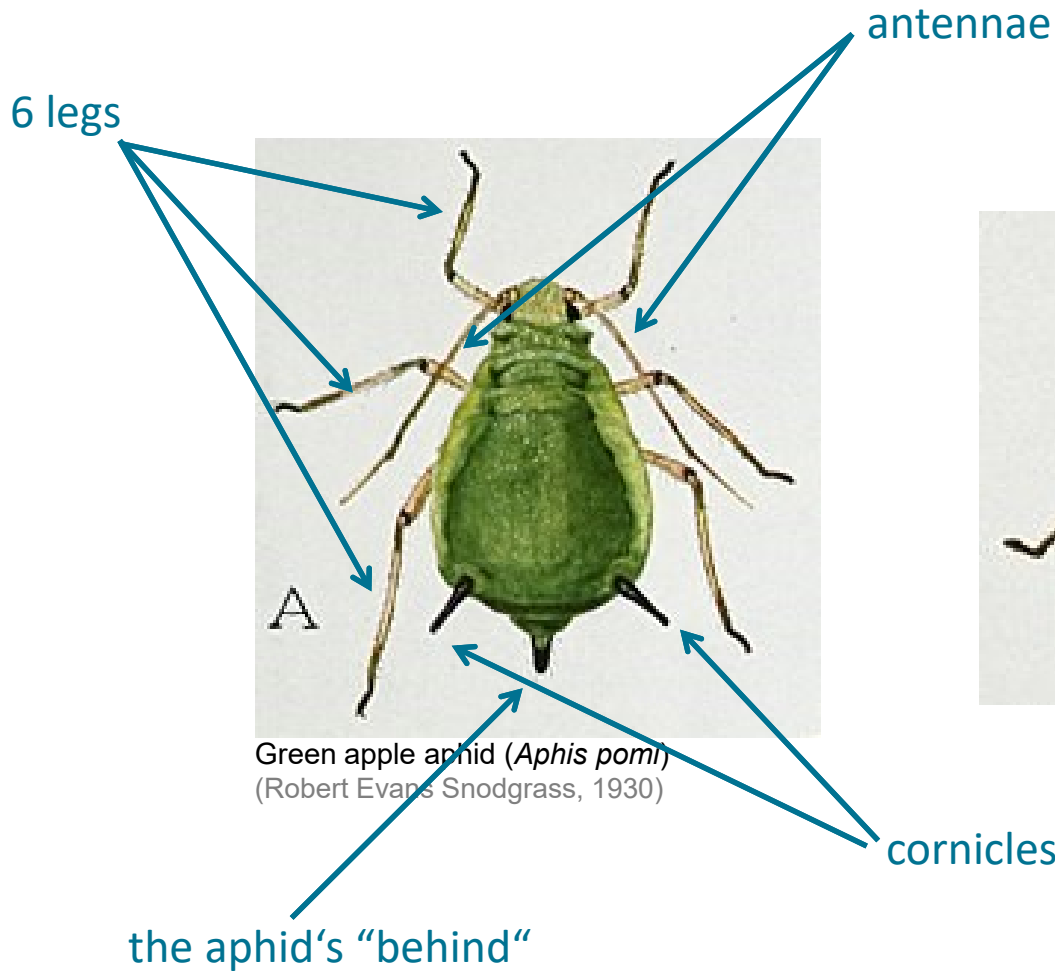 antennae
6 legs
A
Green apple aphid (Aphis pomi)
(Robert Evans Snodgrass, 1930)
cornicles
the aphid‘s “behind“